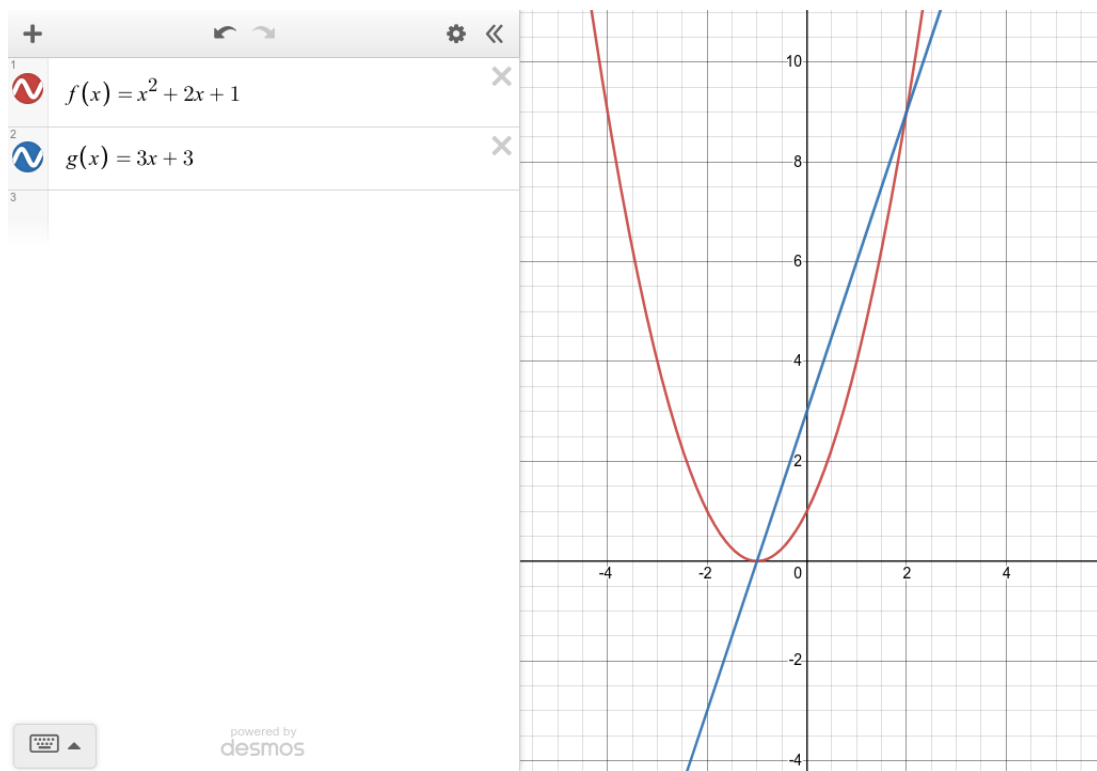 1
f(x) = x² + 2x + 1
2
g(x) = 3x + 3
3
powered by
desmos
10
8
6
4
2
-4 -2 0 2 4
-2
-4